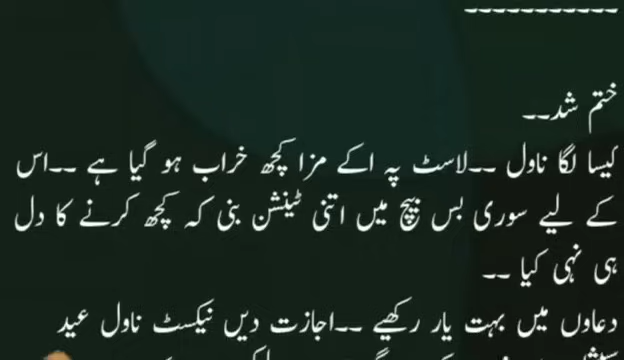 -----------
ختم شد۔۔
کیسا لگا ناول ۔۔لاسٹ پہ اکے مزا کچھ خراب ہو گیا ہے ۔۔اس
کے لیے سوری بس بیچ میں اتنی ٹینشن بنی کہ کچھ کرنے کا دل
ہی نہی کیا ۔۔
دعاوں میں بہت یار رکھیے ۔۔اجازت دیں نیکسٹ ناول عید